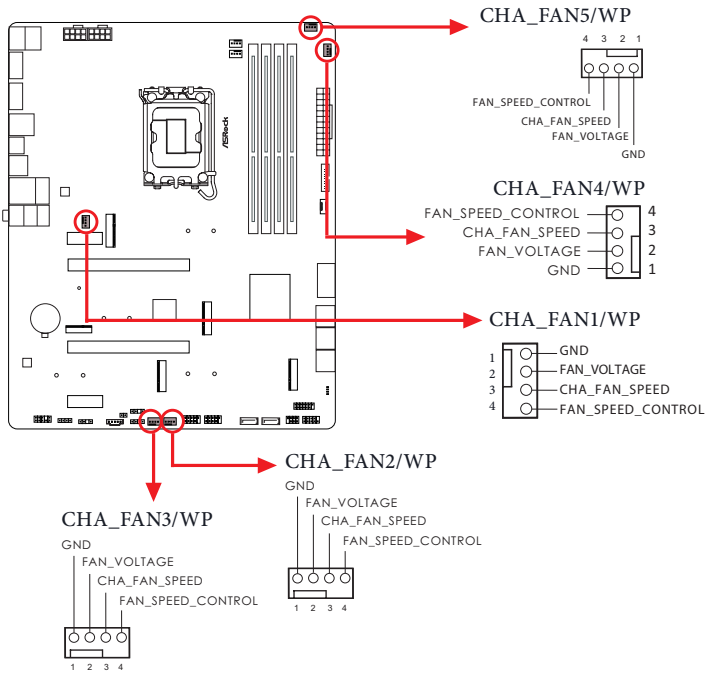 CHA_FAN5/WP
4 3 2 1
FAN_SPEED_CONTROL
CHA_FAN_SPEED
FAN_VOLTAGE
GND
ASRock
CHA_FAN4/WP
FAN_SPEED_CONTROL 4
CHA_FAN_SPEED 3
FAN_VOLTAGE 2
GND 1
CHA_FAN1/WP
1 GND
2 FAN_VOLTAGE
3 CHA_FAN_SPEED
4 FAN_SPEED_CONTROL
CHA_FAN2/WP
GND
FAN_VOLTAGE
CHA_FAN_SPEED
FAN_SPEED_CONTROL
1 2 3 4
CHA_FAN3/WP
GND
FAN_VOLTAGE
CHA_FAN_SPEED
FAN_SPEED_CONTROL
1 2 3 4